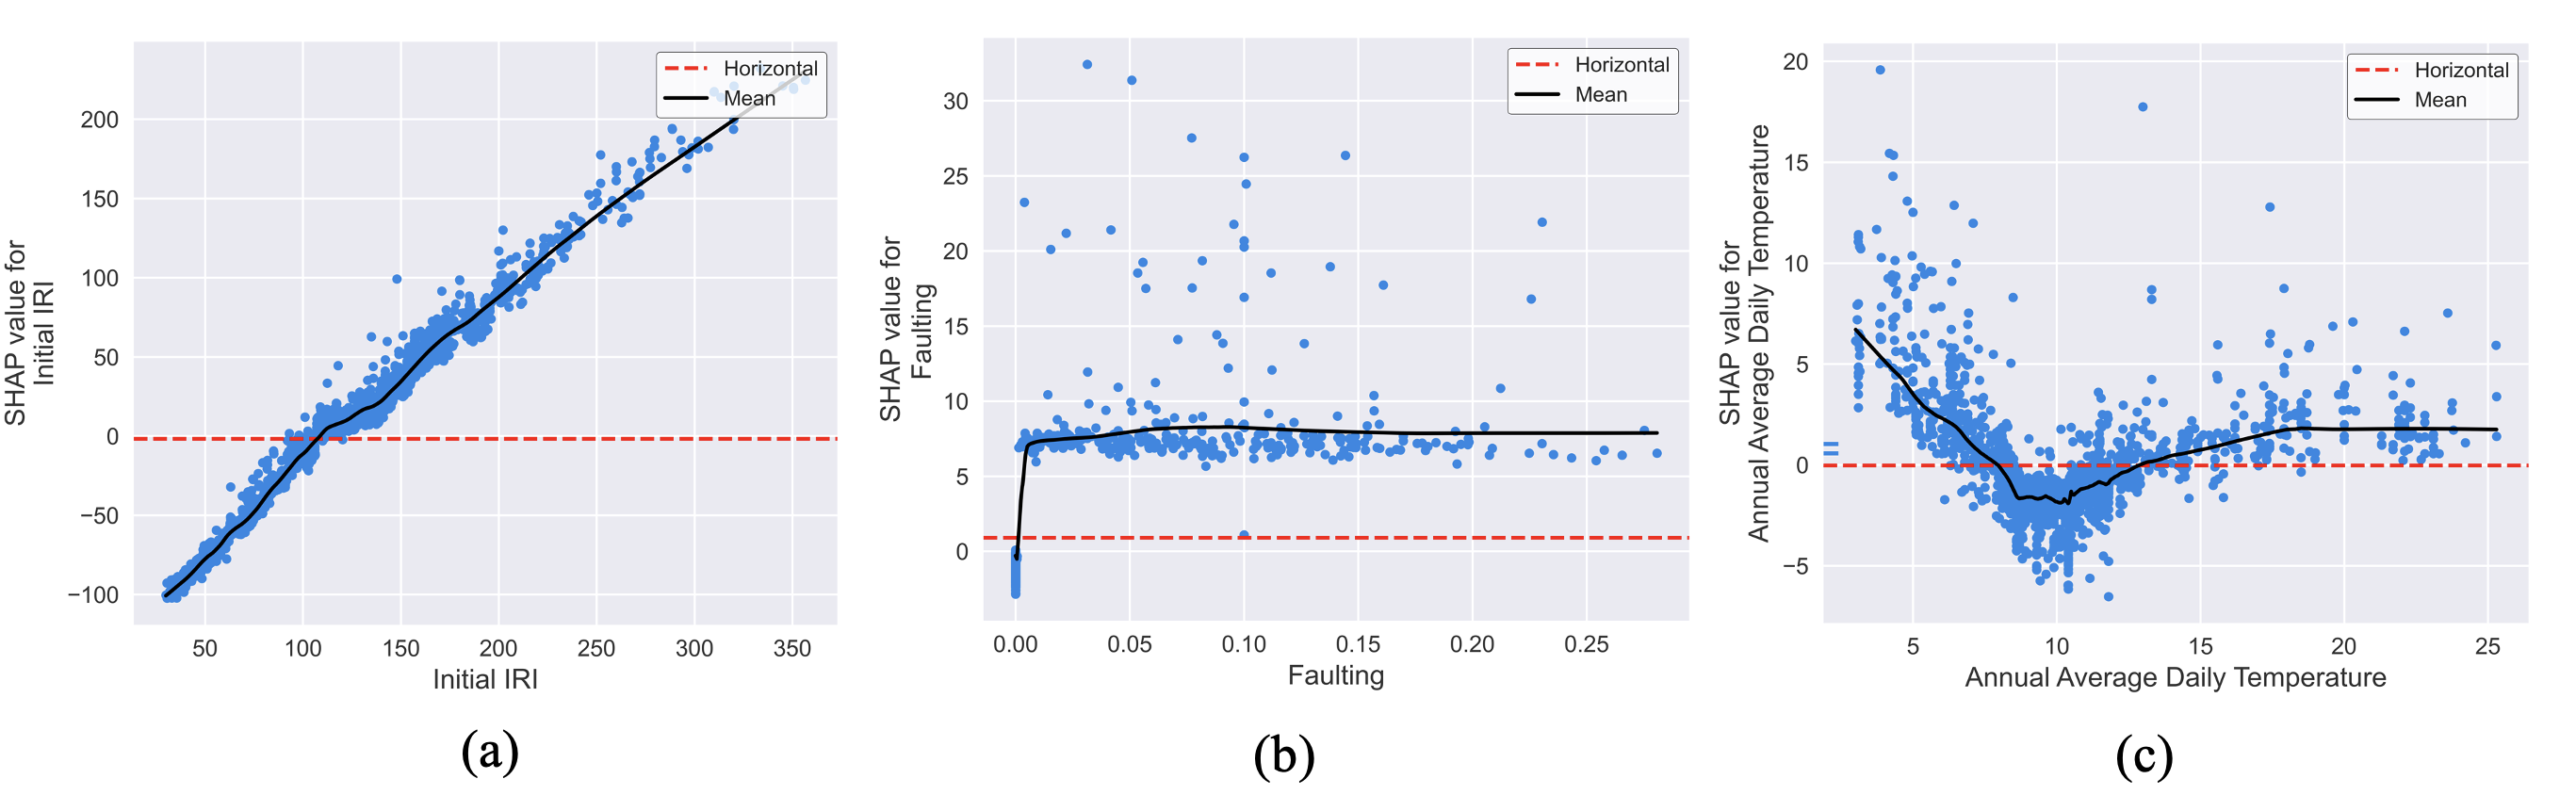 Horizontal
Mean
200
150
100
50
0
−50
−100
SHAP value for
Initial IRI
50 100 150 200 250 300 350
Initial IRI
(a)
Horizontal
Mean
30
25
20
15
10
5
0
SHAP value for
Faulting
0.00 0.05 0.10 0.15 0.20 0.25
Faulting
(b)
Horizontal
Mean
20
15
10
5
0
−5
SHAP value for
Annual Average Daily Temperature
5 10 15 20 25
Annual Average Daily Temperature
(c)